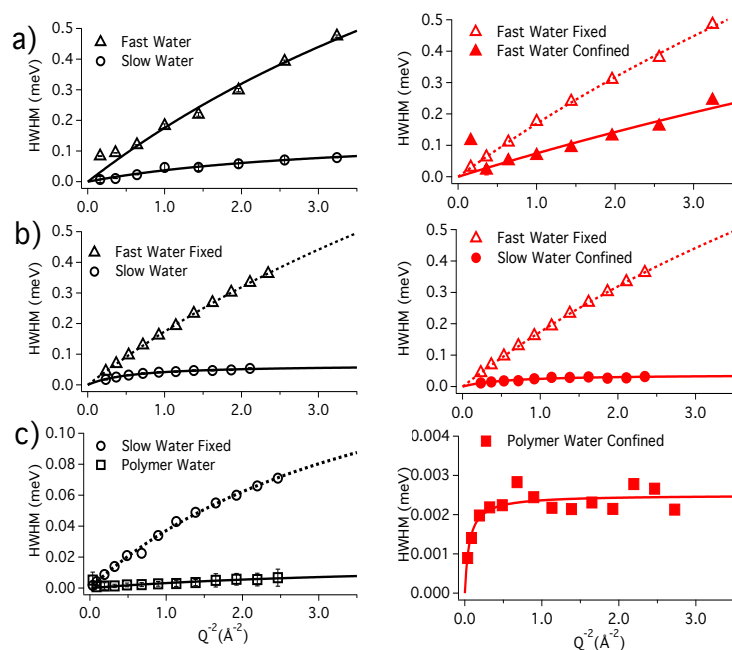 a)
HWHM (meV)
0.5
0.4
0.3
0.2
0.1
0.0
Fast Water
Slow Water
0.0
1.0
2.0
3.0
HWHM (meV)
0.5
0.4
0.3
0.2
0.1
0.0
Fast Water Fixed
Fast Water Confined
0.0
1.0
2.0
3.0
b)
HWHM (meV)
0.5
0.4
0.3
0.2
0.1
0.0
Fast Water Fixed
Slow Water
0.0
1.0
2.0
3.0
HWHM (meV)
0.5
0.4
0.3
0.2
0.1
0.0
Fast Water Fixed
Slow Water Confined
0.0
1.0
2.0
3.0
c)
HWHM (meV)
0.10
0.08
0.06
0.04
0.02
0.00
Slow Water Fixed
Polymer Water
0.0
1.0
2.0
3.0
Q⁻²(Å⁻²)
HWHM (meV)
0.004
0.003
0.002
0.001
0.000
Polymer Water Confined
0.0
1.0
2.0
3.0
Q⁻²(Å⁻²)